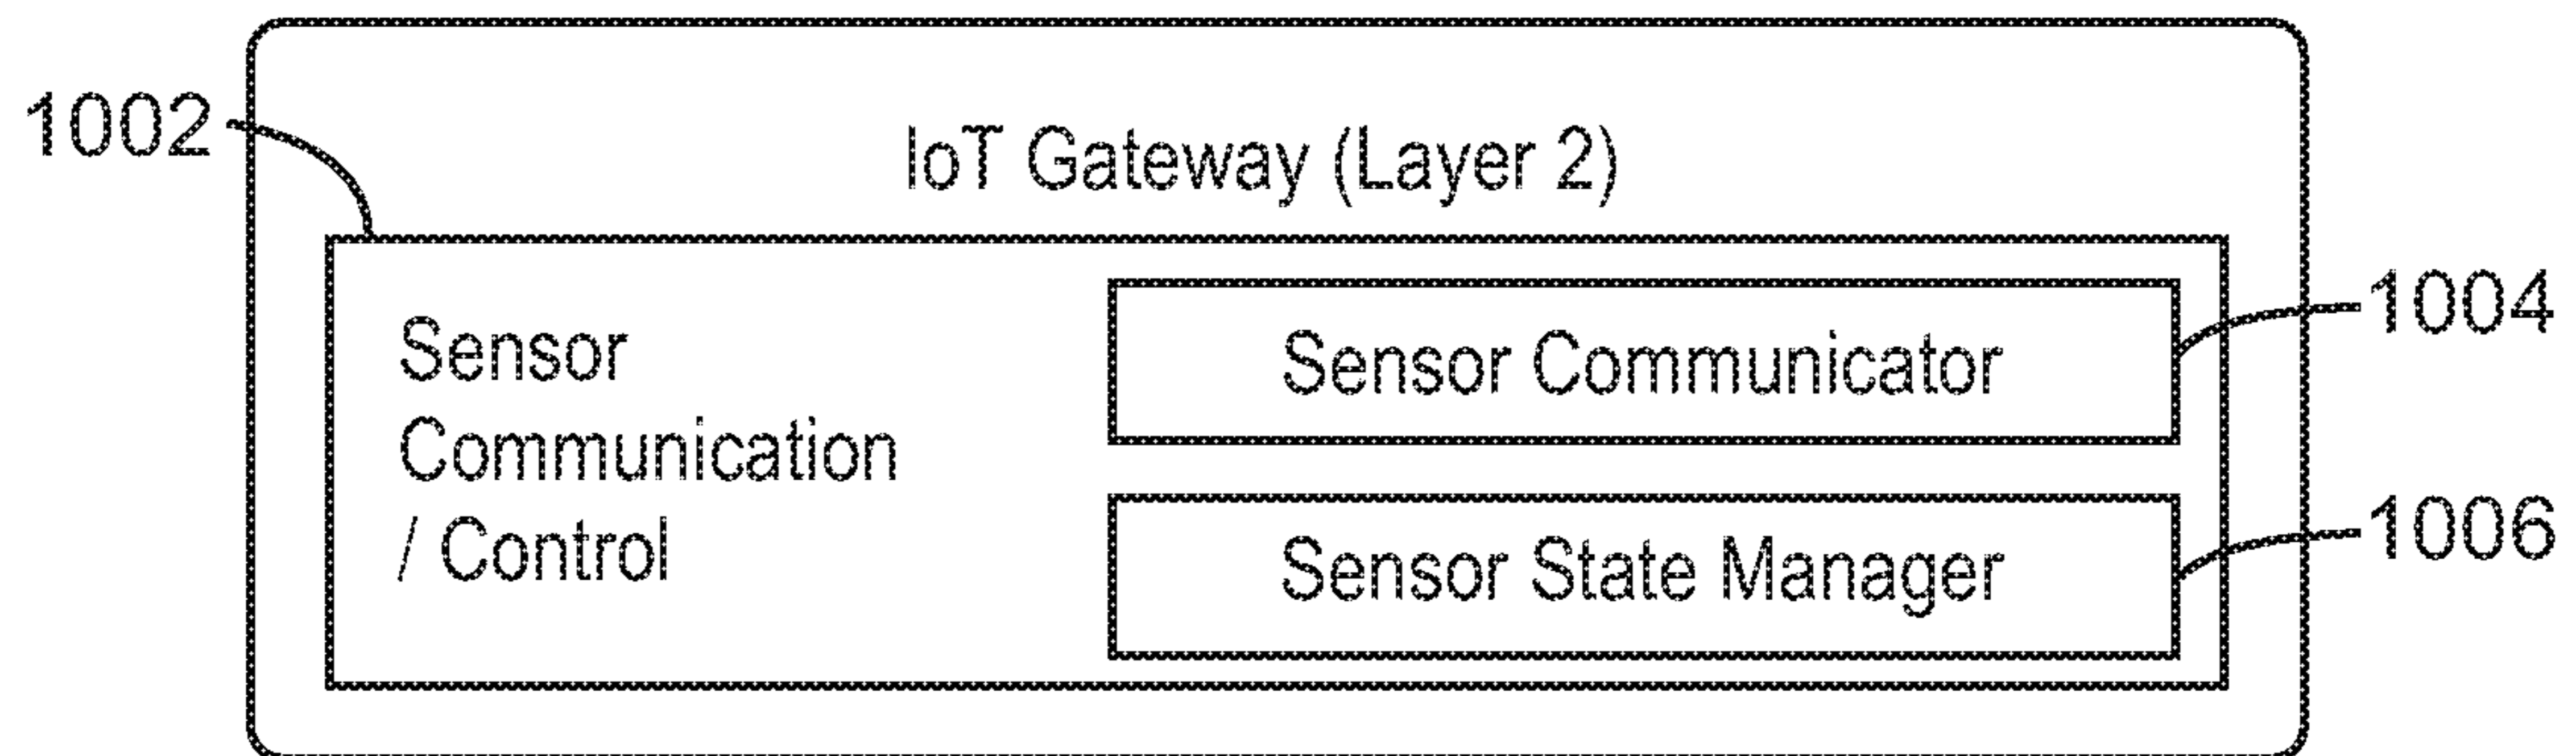 1002
IoT Gateway (Layer 2)
Sensor
Communication
/ Control
Sensor Communicator
1004
Sensor State Manager
1006